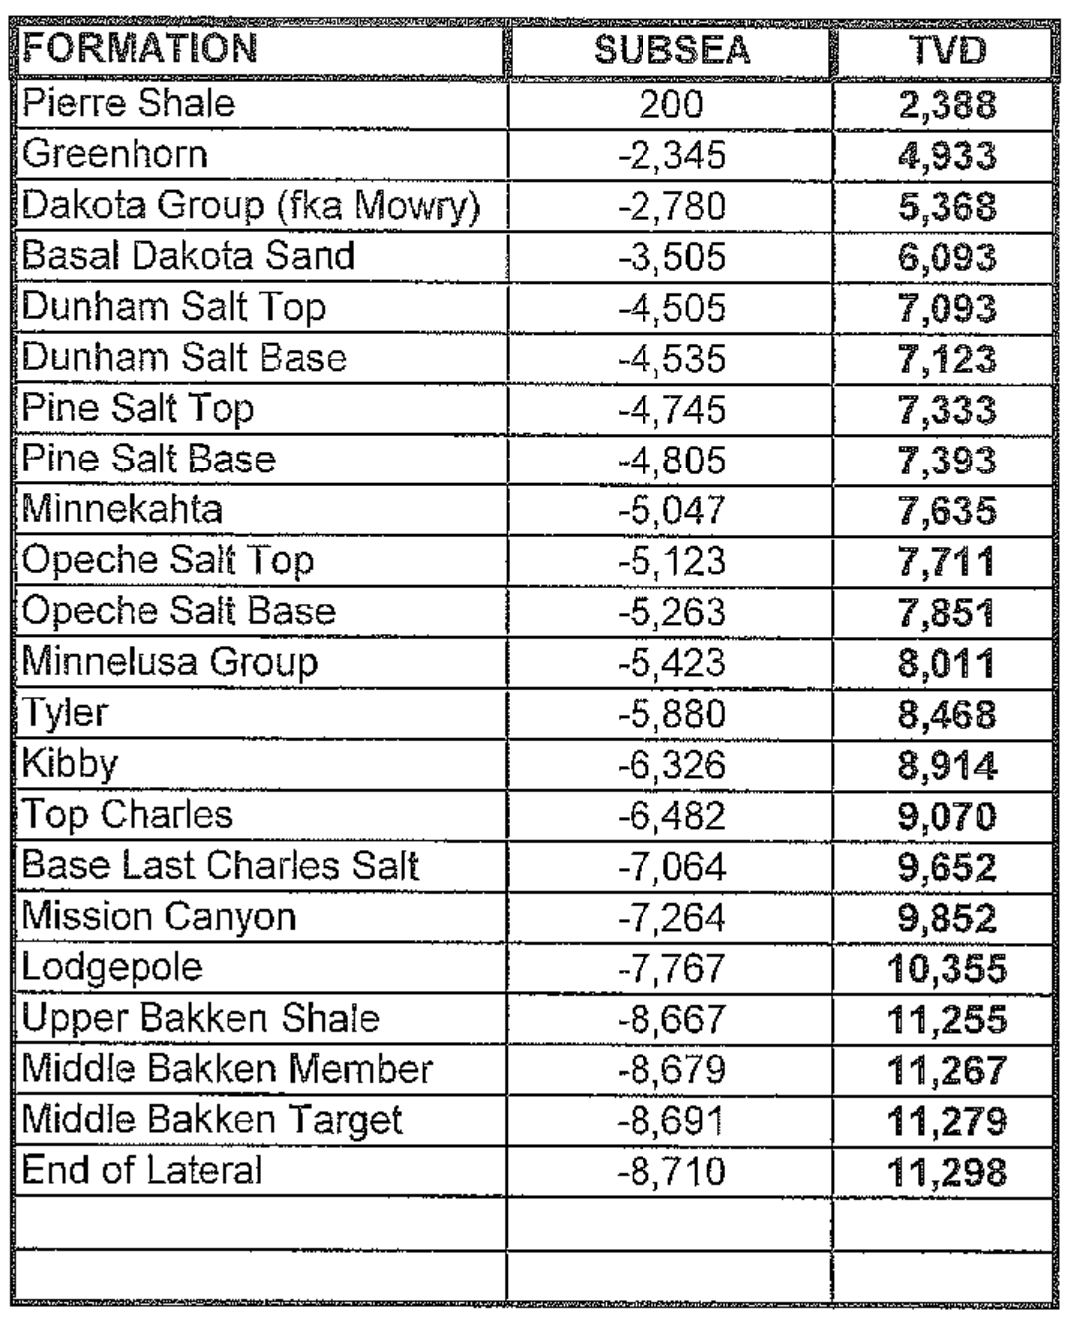 FORMATION SUBSEA TVD
Pierre Shale 200 2,388
Greenhorn -2,345 4,933
Dakota Group (fka Mowry) -2,780 5,368
Basal Dakota Sand -3,505 6,093
Dunham Salt Top -4,505 7,093
Dunham Salt Base -4,535 7,123
Pine Salt Top -4,745 7,333
Pine Salt Base -4,805 7,393
Minnekahta -5,047 7,635
Opeche Salt Top -5,123 7,711
Opeche Salt Base -5,263 7,851
Minnelusa Group -5,423 8,011
Tyler -5,880 8,468
Kibby -6,326 8,914
Top Charles -6,482 9,070
Base Last Charles Salt -7,064 9,652
Mission Canyon -7,264 9,852
Lodgepole -7,767 10,355
Upper Bakken Shale -8,667 11,255
Middle Bakken Member -8,679 11,267
Middle Bakken Target -8,691 11,279
End of Lateral -8,710 11,298